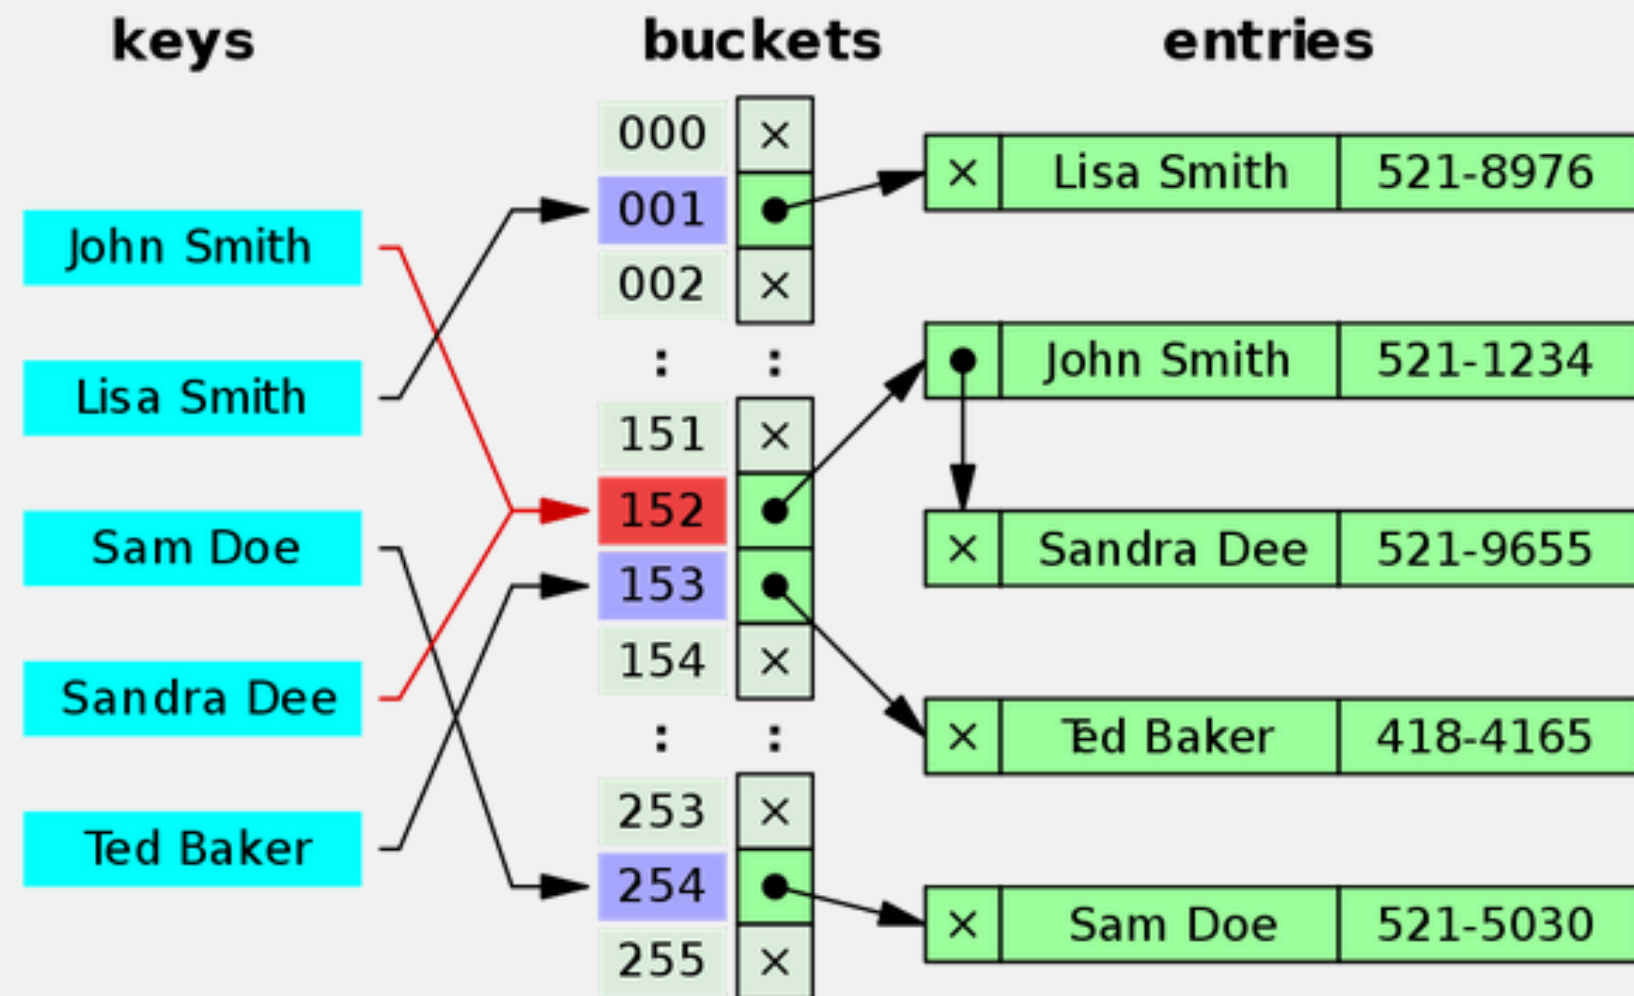 keys
buckets
entries
John Smith
Lisa Smith
Sam Doe
Sandra Dee
Ted Baker
000 ×
001
002 ×
: :
151 ×
152
153
154 ×
: :
253 ×
254
255 ×
× Lisa Smith 521-8976
John Smith 521-1234
× Sandra Dee 521-9655
× Ted Baker 418-4165
× Sam Doe 521-5030